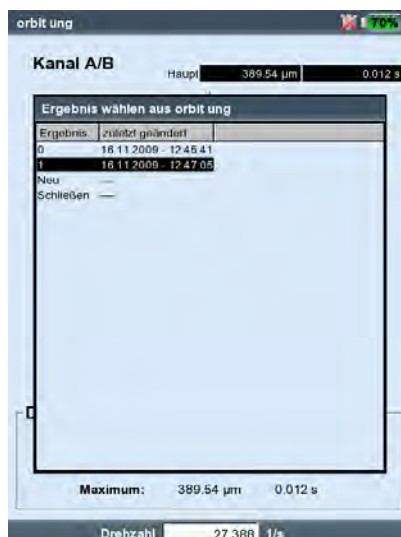 orbit ung 70%
Kanal A/B
Haupt 389.54 µm 0.012 s
Ergebnis wählen aus orbit ung
Ergebnis zuletzt geändert
0 16.11.2009 - 12:45:41
1 16.11.2009 - 12:47:05
Neu ---
Schließen ---
D
Maximum: 389.54 µm 0.012 s
Drehzahl 27.388 1/s